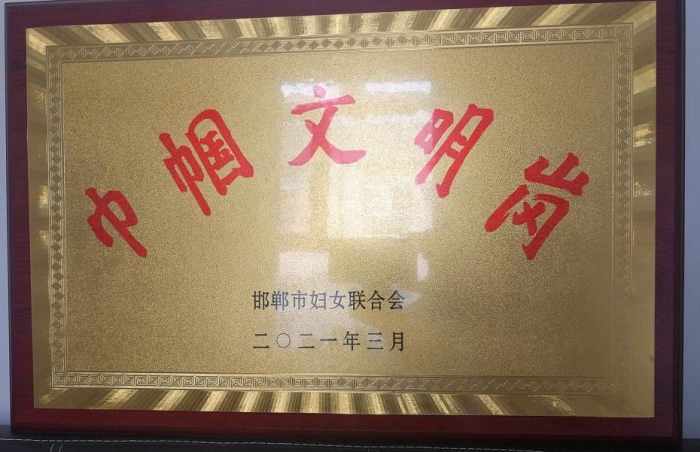 巾帼文明岗
邯郸市妇女联合会
二〇二一年三月